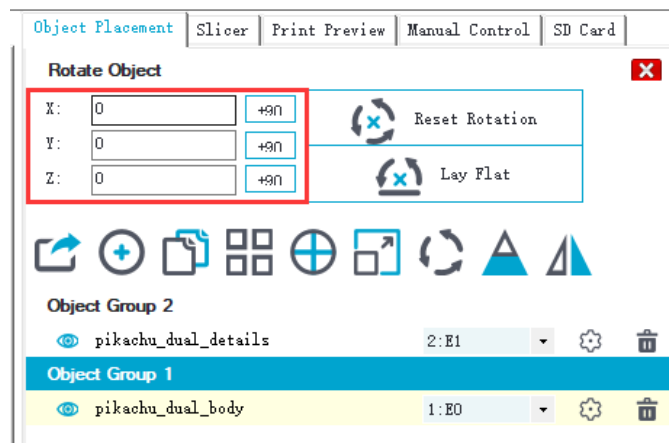 Object Placement Slicer Print Preview Manual Control SD Card
Rotate Object
X: 0 +90 Reset Rotation
Y: 0 +90
Z: 0 +90 Lay Flat
Object Group 2
pikachu_dual_details 2:E1
Object Group 1
pikachu_dual_body 1:E0